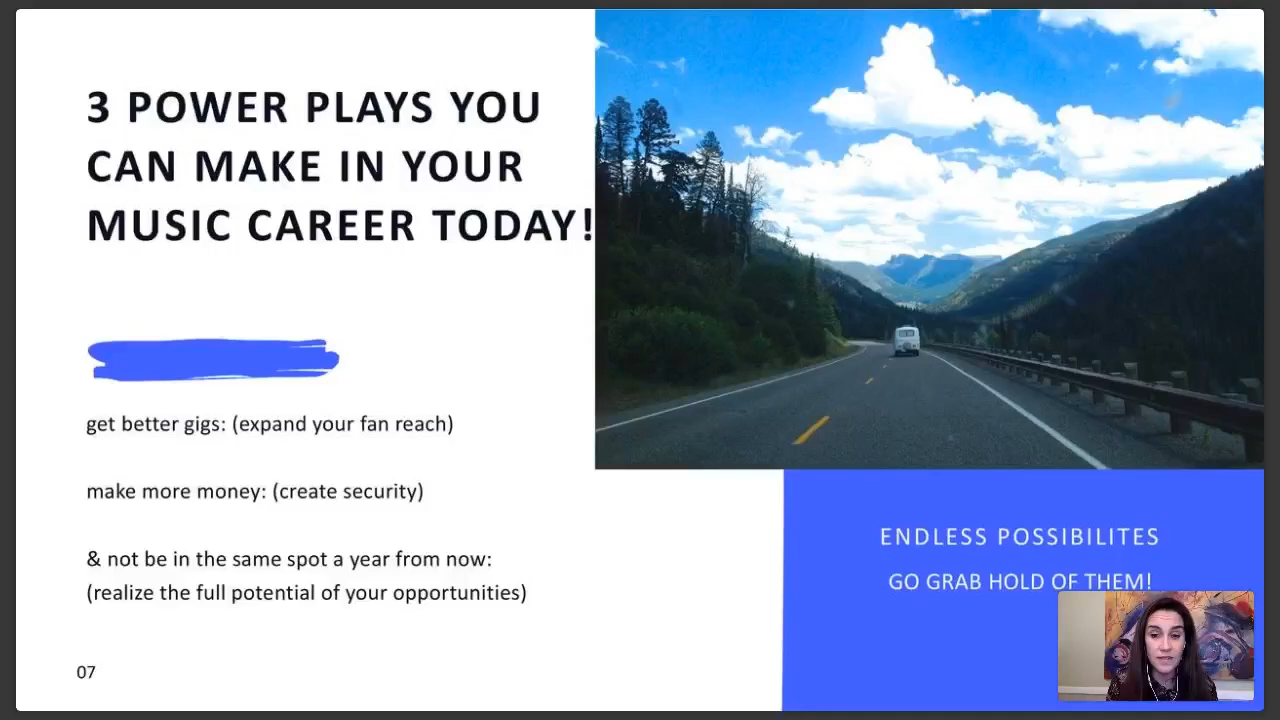 3 POWER PLAYS YOU
CAN MAKE IN YOUR
MUSIC CAREER TODAY!
get better gigs: (expand your fan reach)
make more money: (create security)
& not be in the same spot a year from now:
(realize the full potential of your opportunities)
07
ENDLESS POSSIBILITES
GO GRAB HOLD OF THEM!